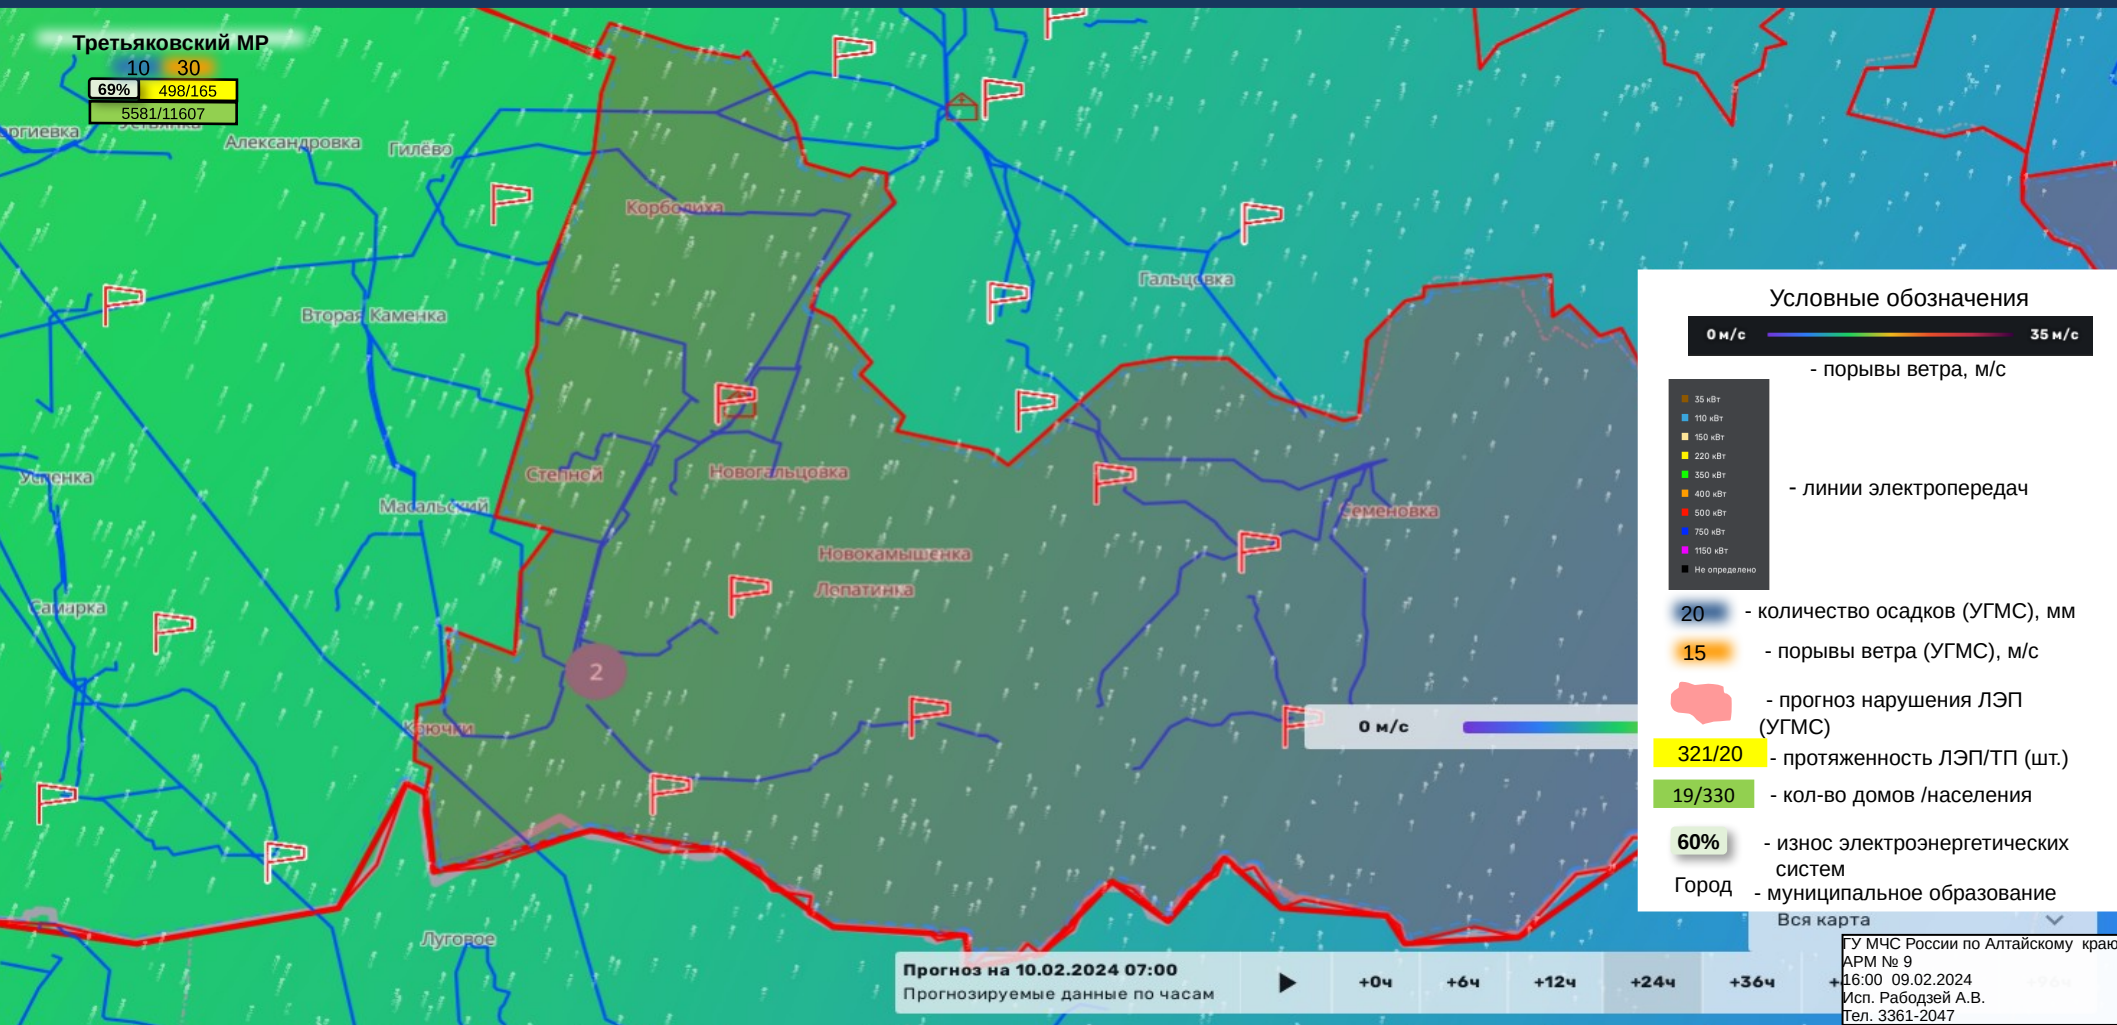 Третьяковский МР
10 30
69% 498/165
5581/11607
Александровка
Гилёво
Корболиха
Вторая Каменка
Гальцовка
Степной
Новогальцовка
Успенка
Масальский
Семеновка
Новокамышенка
Лепатинка
Самарка
2
Крючки
Луговое
0 м/с
Условные обозначения
0 м/с 35 м/с
- порывы ветра, м/с
35 кВт
110 кВт
150 кВт
220 кВт
350 кВт
400 кВт
500 кВт
750 кВт
1150 кВт
Не определено
- линии электропередач
20 - количество осадков (УГМС), мм
15 - порывы ветра (УГМС), м/с
- прогноз нарушения ЛЭП
(УГМС)
321/20 - протяженность ЛЭП/ТП (шт.)
19/330 - кол-во домов /населения
60% - износ электроэнергетических
систем
Город - муниципальное образование
Вся карта
Прогноз на 10.02.2024 07:00
Прогнозируемые данные по часам
+0ч +6ч +12ч +24ч +36ч
ГУ МЧС России по Алтайскому краю
АРМ № 9
16:00 09.02.2024
Исп. Рабодзей А.В.
Тел. 3361-2047